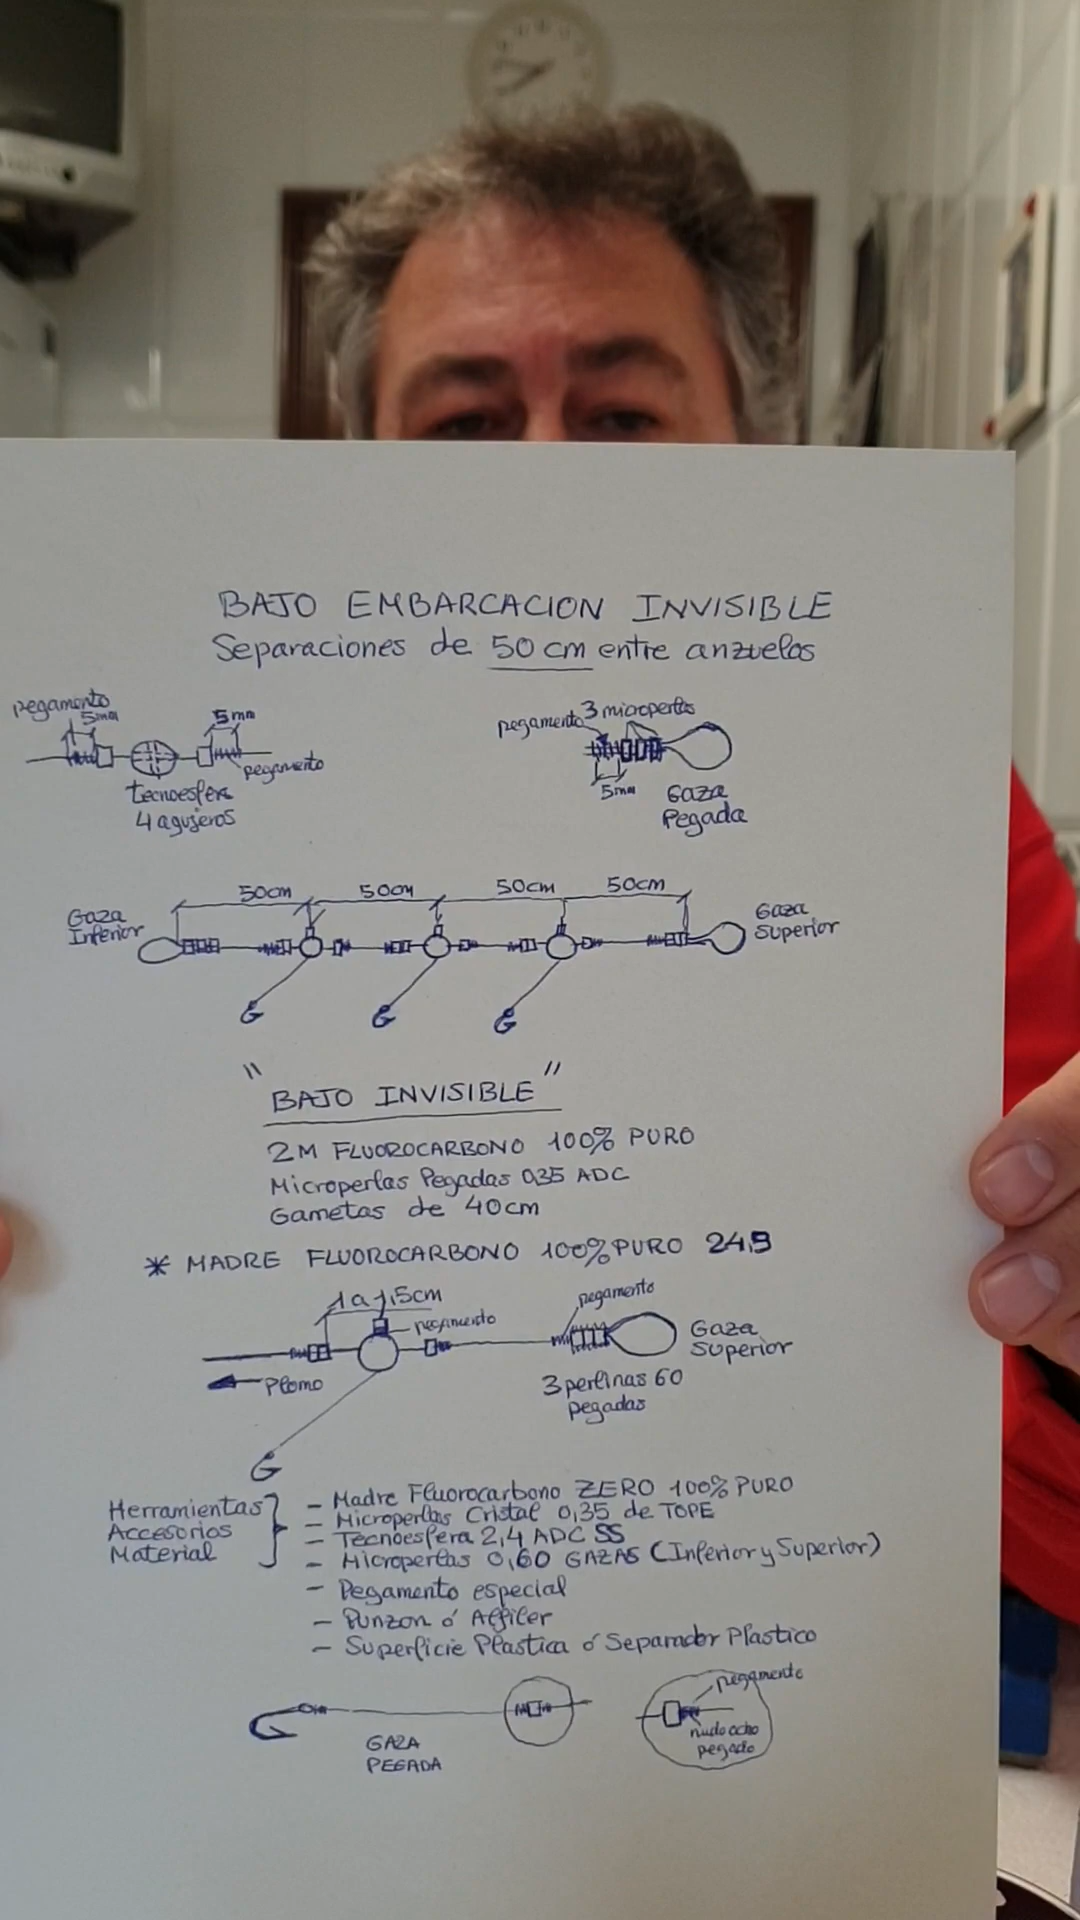 BAJO EMBARCACION INVISIBLE
Separaciones de 50 cm entre anzuelos
pegamento
5mm
5mm
pegamento
tecnoesfera
4 agujeros
3 microperlas
pegamento
5mm
Gaza
Pegada
50cm
50cm
50cm
50cm
Gaza
Inferior
Gaza
Superior
"BAJO INVISIBLE"
2M FLUOROCARBONO 100% PURO
Microperlas Pegadas 0,35 ADC
Gametas de 40cm
* MADRE FLUOROCARBONO 100% PURO 24,9
1 a 1,5cm
pegamento
pegamento
Gaza
Superior
Plomo
3 perlinas 60
pegadas
Herramientas
Accesorios
Material
- Madre Fluorocarbono ZERO 100% PURO
- Microperlas Cristal 0,35 de TOPE
- Tecnoesfera 2,4 ADC SS
- Microperlas 0,60 GAZAS (Inferior y Superior)
- Pegamento especial
- Punzon ó Alfiler
- Superficie Plastica ó Separador Plastico
GAZA
PEGADA
pegamento
nudo ocho
pegado